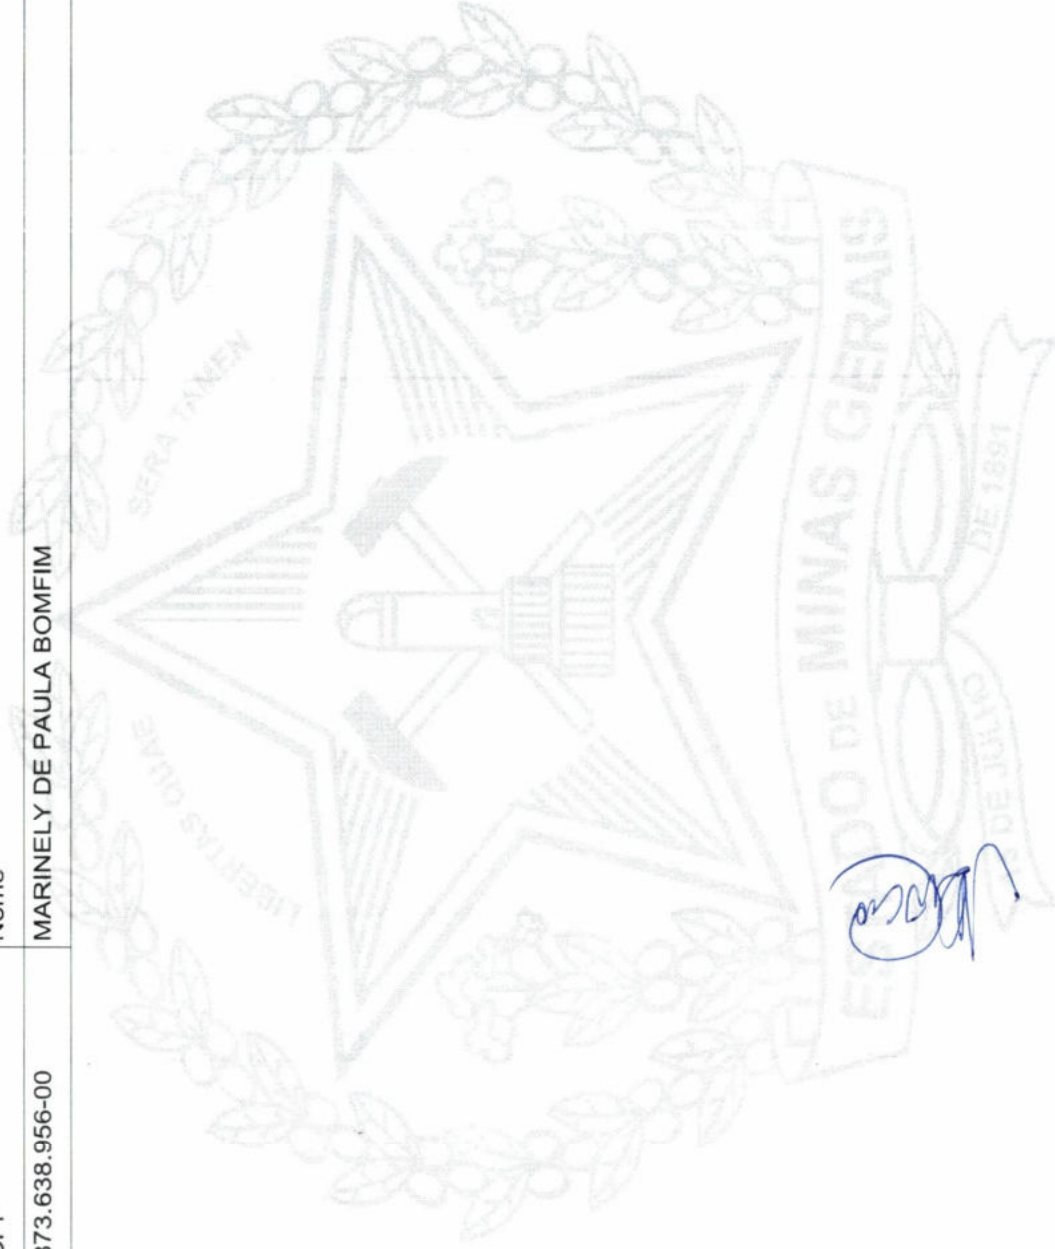 Nome
373.638.956-00 MARINELY DE PAULA BOMFIM
LIBERTAS QUAE SERA TAMEN
ESTADO DE MINAS GERAIS
DE JULHO DE 1891